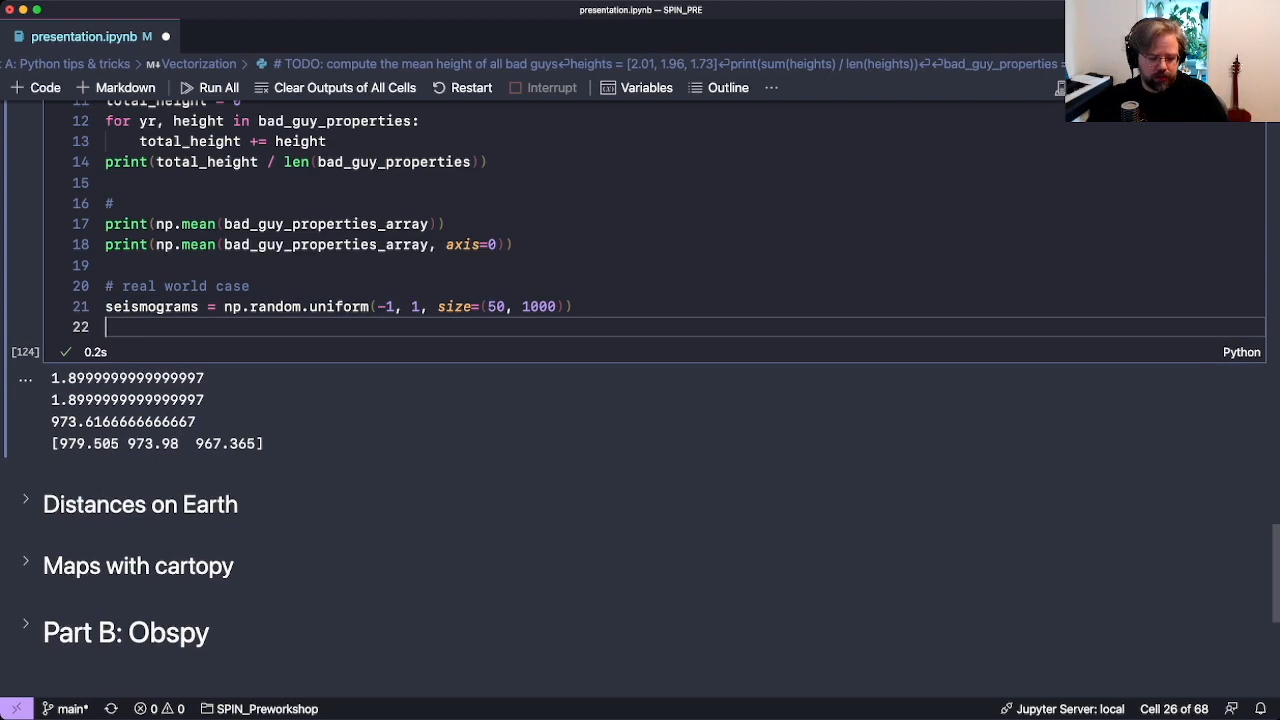 presentation.ipynb — SPIN_PRE
presentation.ipynb M
A: Python tips & tricks > M↓Vectorization > # TODO: compute the mean height of all bad guys↵heights = [2.01, 1.96, 1.73]↵print(sum(heights) / len(heights))↵↵bad_guy_properties =
+ Code + Markdown Run All Clear Outputs of All Cells Restart Interrupt Variables Outline ...
11 total_height = 0
12 for yr, height in bad_guy_properties:
13 total_height += height
14 print(total_height / len(bad_guy_properties))
15
16 #
17 print(np.mean(bad_guy_properties_array))
18 print(np.mean(bad_guy_properties_array, axis=0))
19
20 # real world case
21 seismograms = np.random.uniform(-1, 1, size=(50, 1000))
22
[124] ✓ 0.2s Python
... 1.8999999999999997
1.8999999999999997
973.6166666666667
[979.505 973.98 967.365]
> Distances on Earth
> Maps with cartopy
> Part B: Obspy
main* 0 0 SPIN_Preworkshop Jupyter Server: local Cell 26 of 68